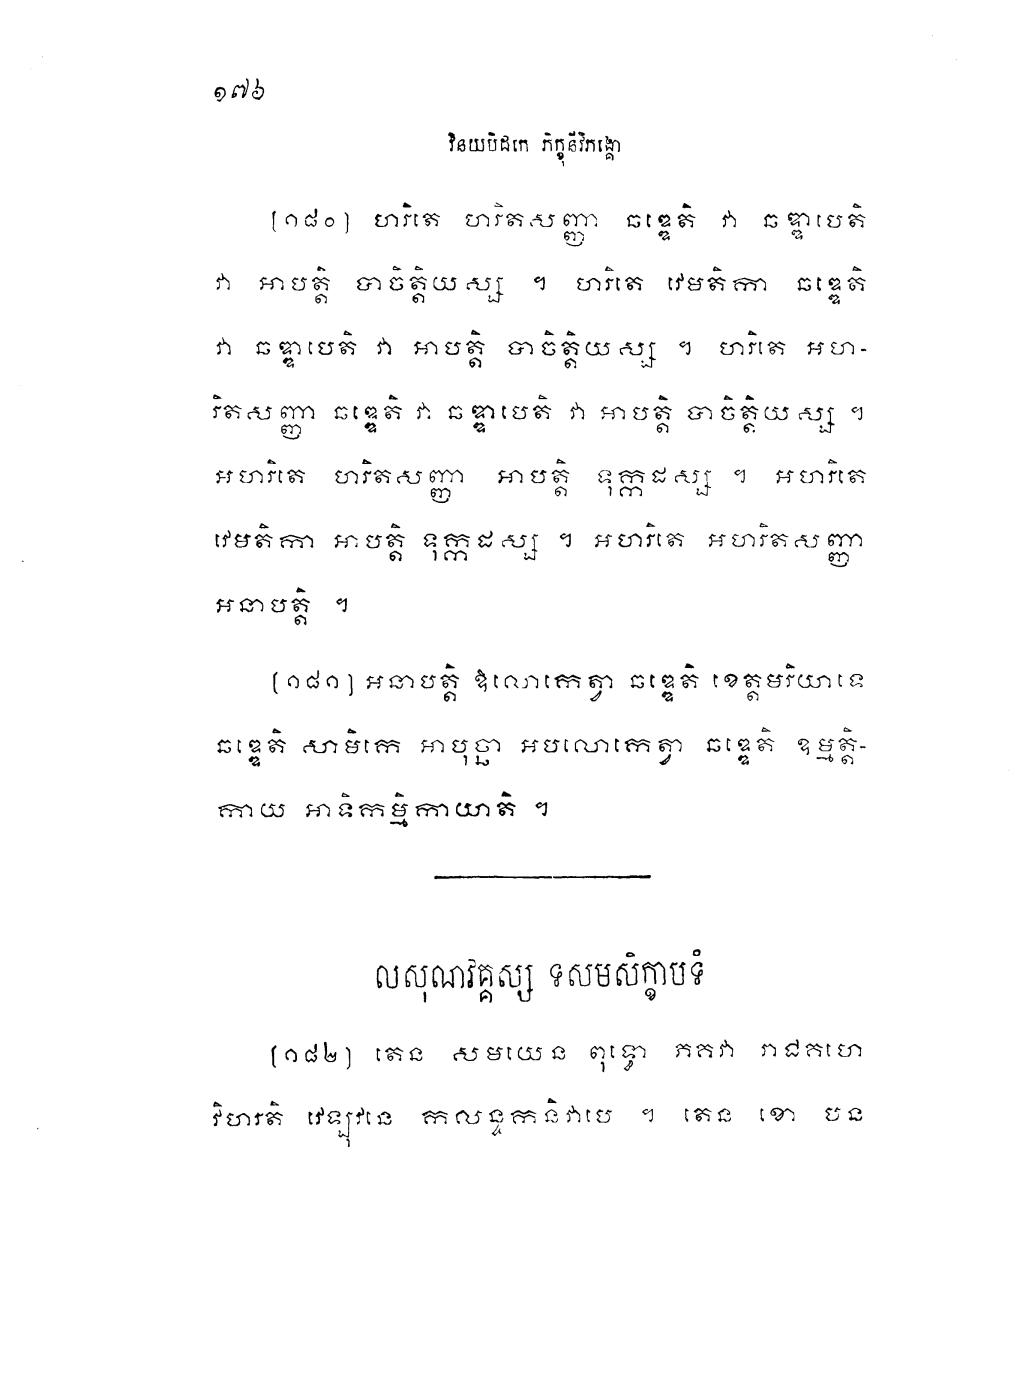 ១៧៦
វិនយបិដកេ ភិក្ខុនីវិភង្គោ
[១៨០] ហរិតេ ហរិតសញ្ញា ឆឌ្ឌេតិ វា ឆឌ្ឌាបេតិ
វា អាបត្តិ បាចិត្តិយស្ស ។ ហរិតេ វេមតិកា ឆឌ្ឌេតិ
វា ឆឌ្ឌាបេតិ វា អាបត្តិ បាចិត្តិយស្ស ។ ហរិតេ អហ-
រិតសញ្ញា ឆឌ្ឌេតិ វា ឆឌ្ឌាបេតិ វា អាបត្តិ បាចិត្តិយស្ស ។
អហរិតេ ហរិតសញ្ញា អាបត្តិ ទុក្កដស្ស ។ អហរិតេ
វេមតិកា អាបត្តិ ទុក្កដស្ស ។ អហរិតេ អហរិតសញ្ញា
អនាបត្តិ ។
[១៨១] អនាបត្តិ ឱលោកេត្វា ឆឌ្ឌេតិ ខេត្តមរិយាទេ
ឆឌ្ឌេតិ សាមិកេ អាបុច្ឆា អបលោកេត្វា ឆឌ្ឌេតិ ឧម្មត្តិ-
កាយ អាទិកម្មិកាយាតិ ។
លសុណវគ្គស្ស ទសមសិក្ខាបទំ
[១៨២] តេន សមយេន ពុទ្ធោ ភគវា រាជគហេ
វិហរតិ វេឡុវនេ កលន្ទកនិវាបេ ។ តេន ខោ បន